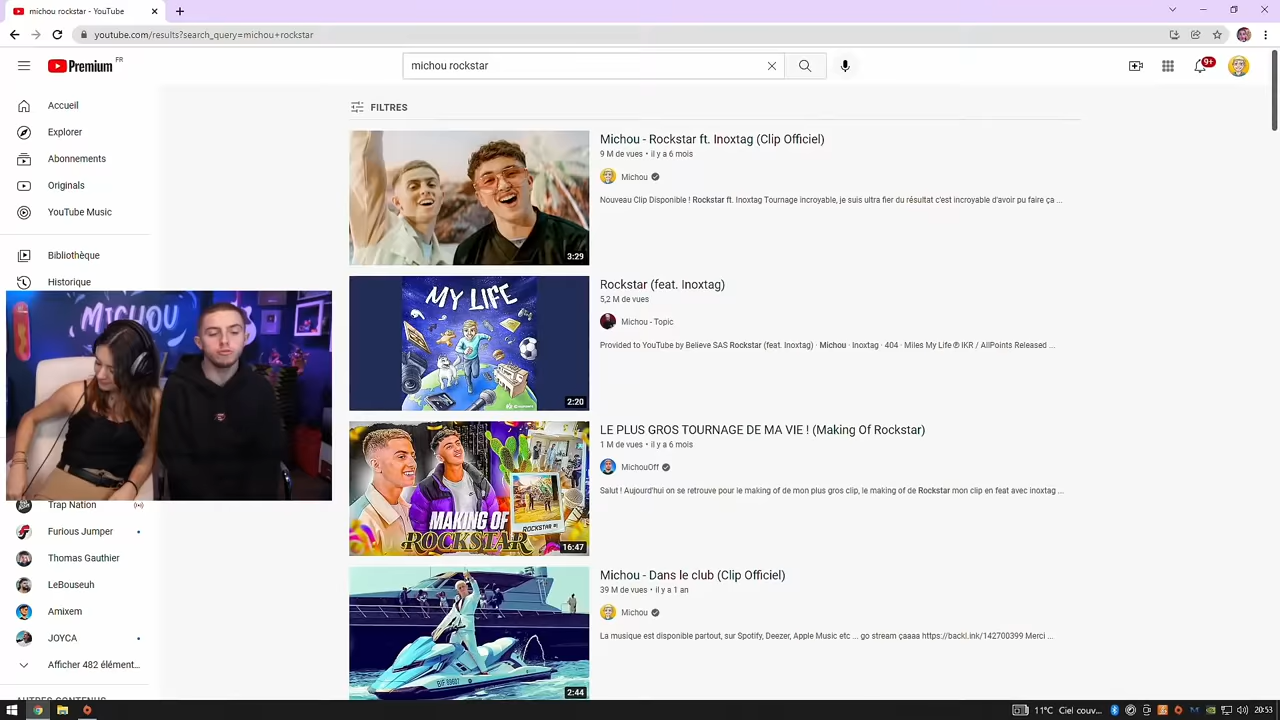 michou rockstar - YouTube
youtube.com/results?search_query=michou+rockstar
Premium FR
michou rockstar
9+
Accueil
Explorer
Abonnements
Originals
YouTube Music
Bibliothèque
Historique
Trap Nation
Furious Jumper
Thomas Gauthier
LeBouseuh
Amixem
JOYCA
Afficher 482 élément...
AUTRES CONTENUS
MICHOU
FILTRES
3:29
Michou - Rockstar ft. Inoxtag (Clip Officiel)
9 M de vues • il y a 6 mois
Michou
Nouveau Clip Disponible ! Rockstar ft. Inoxtag Tournage incroyable, je suis ultra fier du résultat c'est incroyable d'avoir pu faire ça ...
MY LIFE
2:20
Rockstar (feat. Inoxtag)
5,2 M de vues
Michou - Topic
Provided to YouTube by Believe SAS Rockstar (feat. Inoxtag) · Michou · Inoxtag · 404 · Miles My Life ℗ IKR / AllPoints Released ...
MAKING OF
ROCKSTAR
ROCKSTAR
16:47
LE PLUS GROS TOURNAGE DE MA VIE ! (Making Of Rockstar)
1 M de vues • il y a 6 mois
MichouOff
Salut ! Aujourd'hui on se retrouve pour le making of de mon plus gros clip, le making of de Rockstar mon clip en feat avec inoxtag ...
2:44
Michou - Dans le club (Clip Officiel)
39 M de vues • il y a 1 an
Michou
La musique est disponible partout, sur Spotify, Deezer, Apple Music etc ... go stream çaaaa https://backl.ink/142700399 Merci ...
11°C Ciel couv... 20:53